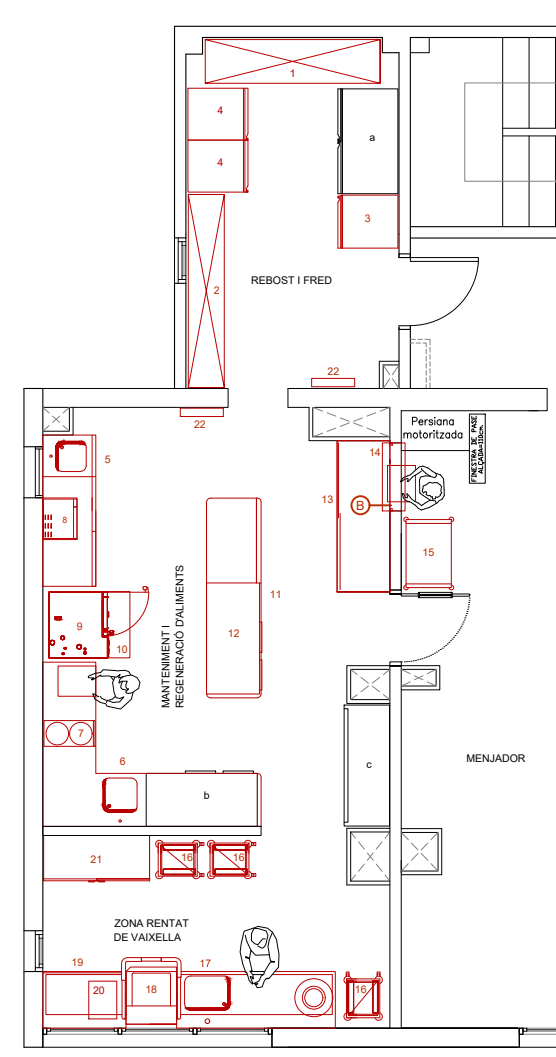 1
4
a
4
3
2
REBOST I FRED
22
22
Persiana
motoritzada
FINESTRA DE PASE
ALÇADA=110cm.
14
5
8
13
B
15
9
10
11
12
MANTENIMENT I
REGENERACIÓ D'ALIMENTS
7
6
b
c
MENJADOR
21
16
16
ZONA RENTAT
DE VAIXELLA
19
17
20
18
16